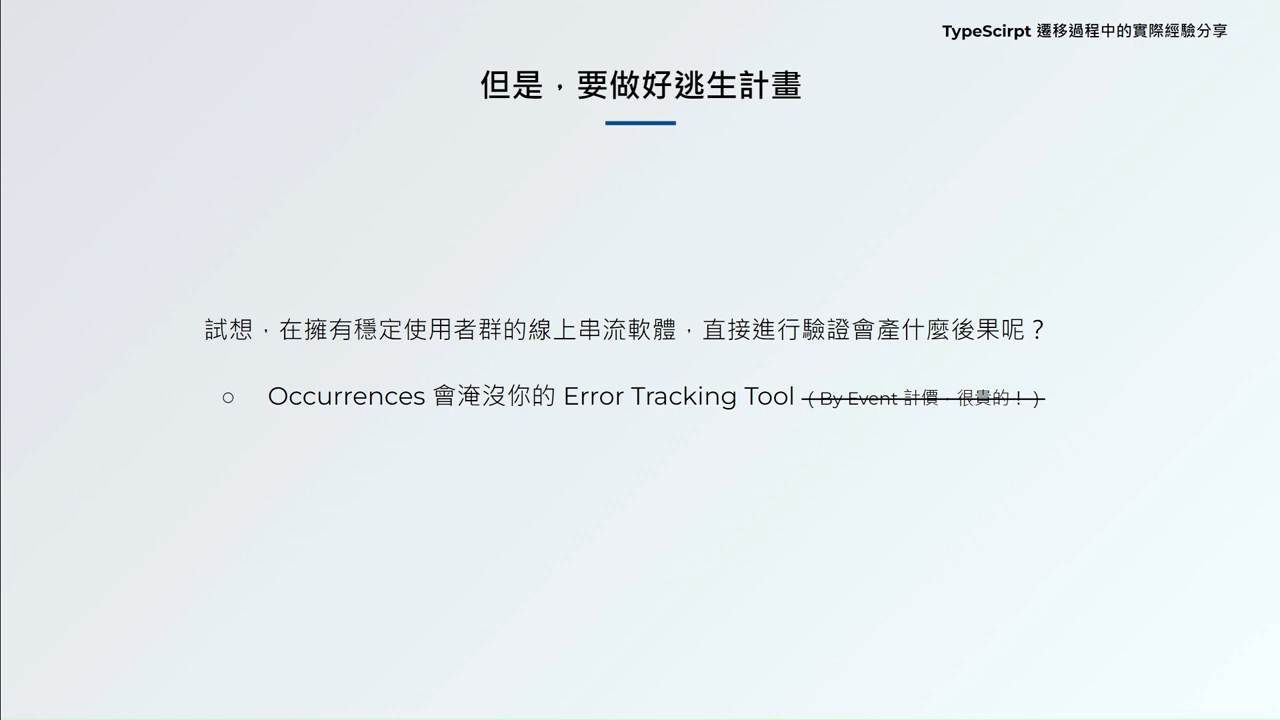 TypeScirpt 遷移過程中的實際經驗分享
但是，要做好逃生計畫
試想，在擁有穩定使用者群的線上串流軟體，直接進行驗證會產什麼後果呢？
○ Occurrences 會淹沒你的 Error Tracking Tool （ By Event 計價，很貴的！ ）